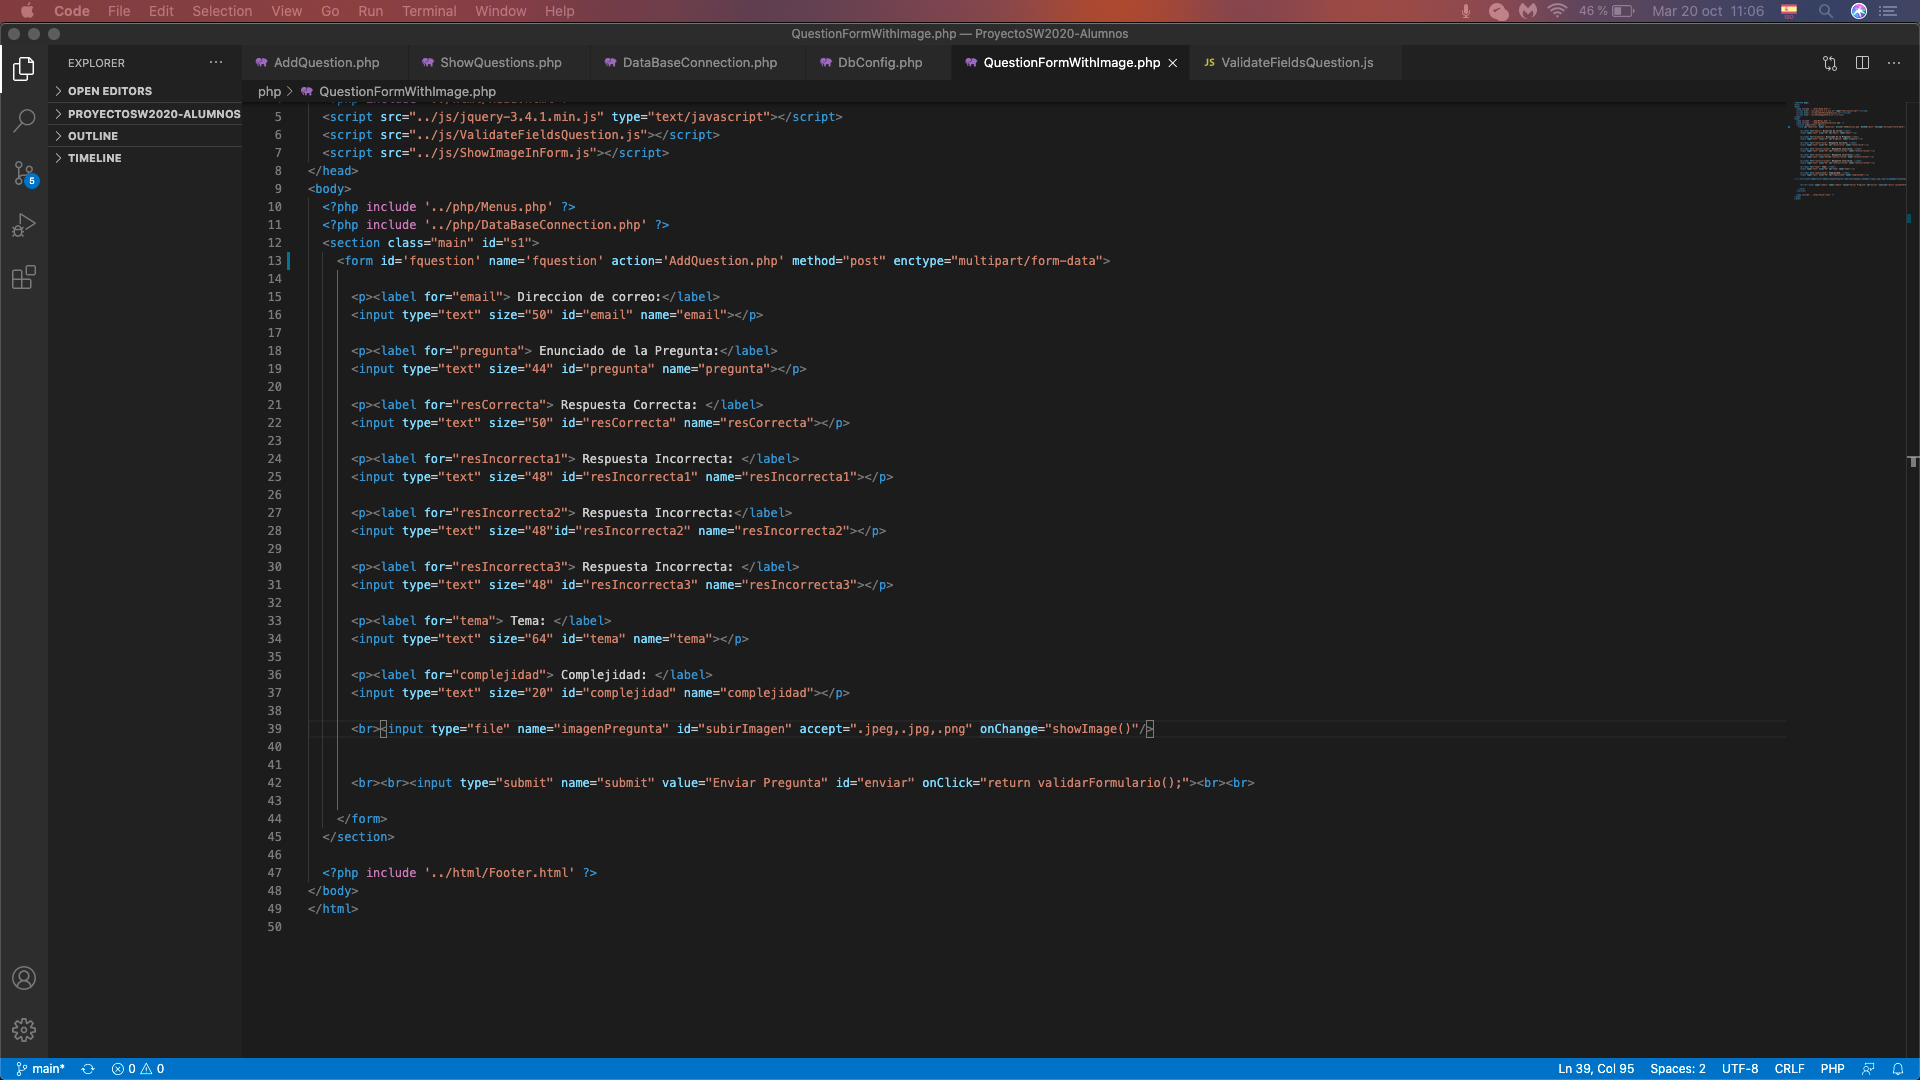 Code File Edit Selection View Go Run Terminal Window Help 46 % Mar 20 oct 11:06
QuestionFormWithImage.php — ProyectoSW2020-Alumnos
EXPLORER ···
AddQuestion.php ShowQuestions.php DataBaseConnection.php DbConfig.php QuestionFormWithImage.php × JS ValidateFieldsQuestion.js ···
> OPEN EDITORS
> PROYECTOSW2020-ALUMNOS
> OUTLINE
> TIMELINE
5
php > QuestionFormWithImage.php
5 <script src="../js/jquery-3.4.1.min.js" type="text/javascript"></script>
6 <script src="../js/ValidateFieldsQuestion.js"></script>
7 <script src="../js/ShowImageInForm.js"></script>
8 </head>
9 <body>
10 <?php include '../php/Menus.php' ?>
11 <?php include '../php/DataBaseConnection.php' ?>
12 <section class="main" id="s1">
13 <form id='fquestion' name='fquestion' action='AddQuestion.php' method="post" enctype="multipart/form-data">
14
15 <p><label for="email"> Direccion de correo:</label>
16 <input type="text" size="50" id="email" name="email"></p>
17
18 <p><label for="pregunta"> Enunciado de la Pregunta:</label>
19 <input type="text" size="44" id="pregunta" name="pregunta"></p>
20
21 <p><label for="resCorrecta"> Respuesta Correcta: </label>
22 <input type="text" size="50" id="resCorrecta" name="resCorrecta"></p>
23
24 <p><label for="resIncorrecta1"> Respuesta Incorrecta: </label>
25 <input type="text" size="48" id="resIncorrecta1" name="resIncorrecta1"></p>
26
27 <p><label for="resIncorrecta2"> Respuesta Incorrecta:</label>
28 <input type="text" size="48"id="resIncorrecta2" name="resIncorrecta2"></p>
29
30 <p><label for="resIncorrecta3"> Respuesta Incorrecta: </label>
31 <input type="text" size="48" id="resIncorrecta3" name="resIncorrecta3"></p>
32
33 <p><label for="tema"> Tema: </label>
34 <input type="text" size="64" id="tema" name="tema"></p>
35
36 <p><label for="complejidad"> Complejidad: </label>
37 <input type="text" size="20" id="complejidad" name="complejidad"></p>
38
39 <br><input type="file" name="imagenPregunta" id="subirImagen" accept=".jpeg,.jpg,.png" onChange="showImage()"/>
40
41
42 <br><br><input type="submit" name="submit" value="Enviar Pregunta" id="enviar" onClick="return validarFormulario();"><br><br>
43
44 </form>
45 </section>
46
47 <?php include '../html/Footer.html' ?>
48 </body>
49 </html>
50
main* 0 0 Ln 39, Col 95 Spaces: 2 UTF-8 CRLF PHP